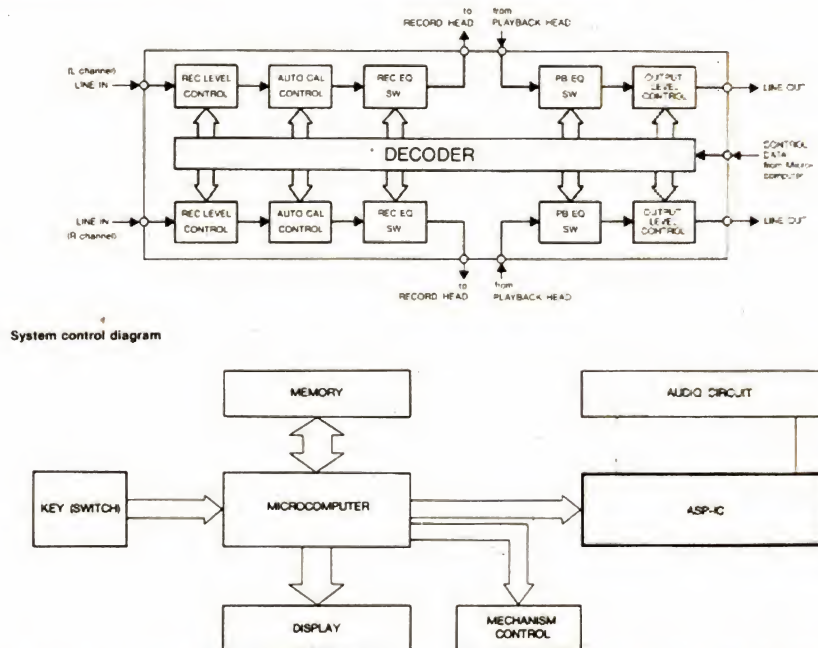 to
RECORD HEAD
from
PLAYBACK HEAD
(L channel)
LINE IN
REC LEVEL
CONTROL
AUTO CAL
CONTROL
REC EQ
SW
PB EQ
SW
OUTPUT
LEVEL
CONTROL
LINE OUT
DECODER
CONTROL
DATA
from Micro-
computer
LINE IN
(R channel)
REC LEVEL
CONTROL
AUTO CAL
CONTROL
REC EQ
SW
PB EQ
SW
OUTPUT
LEVEL
CONTROL
LINE OUT
to
RECORD HEAD
from
PLAYBACK HEAD
System control diagram
MEMORY
AUDIO CIRCUIT
KEY (SWITCH)
MICROCOMPUTER
ASP-IC
DISPLAY
MECHANISM
CONTROL